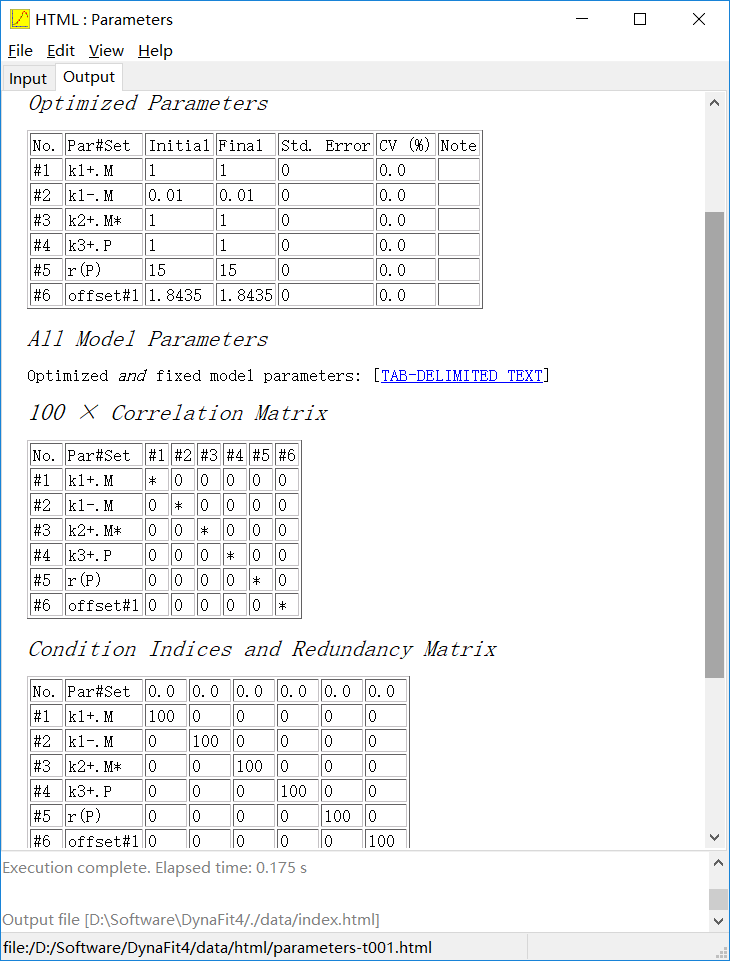 HTML : Parameters
File Edit View Help
Input Output
Optimized Parameters
No. Par#Set Initial Final Std. Error CV (%) Note
#1 k1+.M 1 1 0 0.0
#2 k1-.M 0.01 0.01 0 0.0
#3 k2+.M* 1 1 0 0.0
#4 k3+.P 1 1 0 0.0
#5 r(P) 15 15 0 0.0
#6 offset#1 1.8435 1.8435 0 0.0
All Model Parameters
Optimized and fixed model parameters: [TAB-DELIMITED TEXT]
100 × Correlation Matrix
No. Par#Set #1 #2 #3 #4 #5 #6
#1 k1+.M * 0 0 0 0 0
#2 k1-.M 0 * 0 0 0 0
#3 k2+.M* 0 0 * 0 0 0
#4 k3+.P 0 0 0 * 0 0
#5 r(P) 0 0 0 0 * 0
#6 offset#1 0 0 0 0 0 *
Condition Indices and Redundancy Matrix
No. Par#Set 0.0 0.0 0.0 0.0 0.0 0.0
#1 k1+.M 100 0 0 0 0 0
#2 k1-.M 0 100 0 0 0 0
#3 k2+.M* 0 0 100 0 0 0
#4 k3+.P 0 0 0 100 0 0
#5 r(P) 0 0 0 0 100 0
#6 offset#1 0 0 0 0 0 100
Execution complete. Elapsed time: 0.175 s
Output file [D:\Software\DynaFit4/./data/index.html]
file:/D:/Software/DynaFit4/data/html/parameters-t001.html